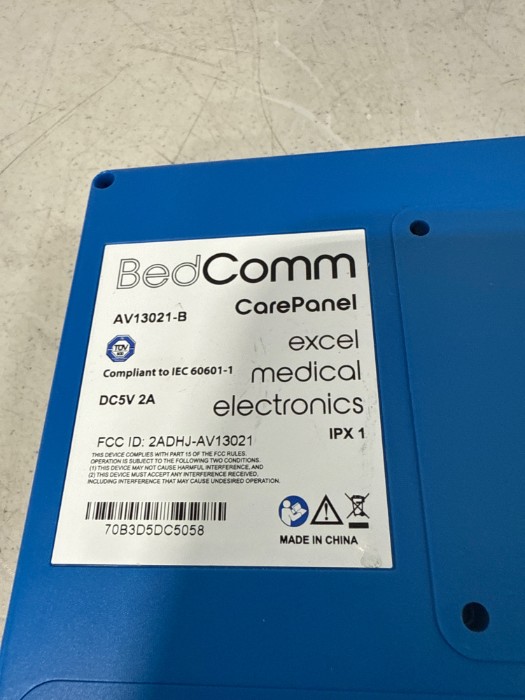 BedComm
CarePanel
AV13021-B
excel
medical
electronics
Compliant to IEC 60601-1
DC5V 2A
IPX 1
FCC ID: 2ADHJ-AV13021
THIS DEVICE COMPLIES WITH PART 15 OF THE FCC RULES.
OPERATION IS SUBJECT TO THE FOLLOWING TWO CONDITIONS.
(1) THIS DEVICE MAY NOT CAUSE HARMFUL INTERFERENCE, AND
(2) THIS DEVICE MUST ACCEPT ANY INTERFERENCE RECEIVED,
INCLUDING INTERFERENCE THAT MAY CAUSE UNDESIRED OPERATION.
70B3D5DC5058
MADE IN CHINA